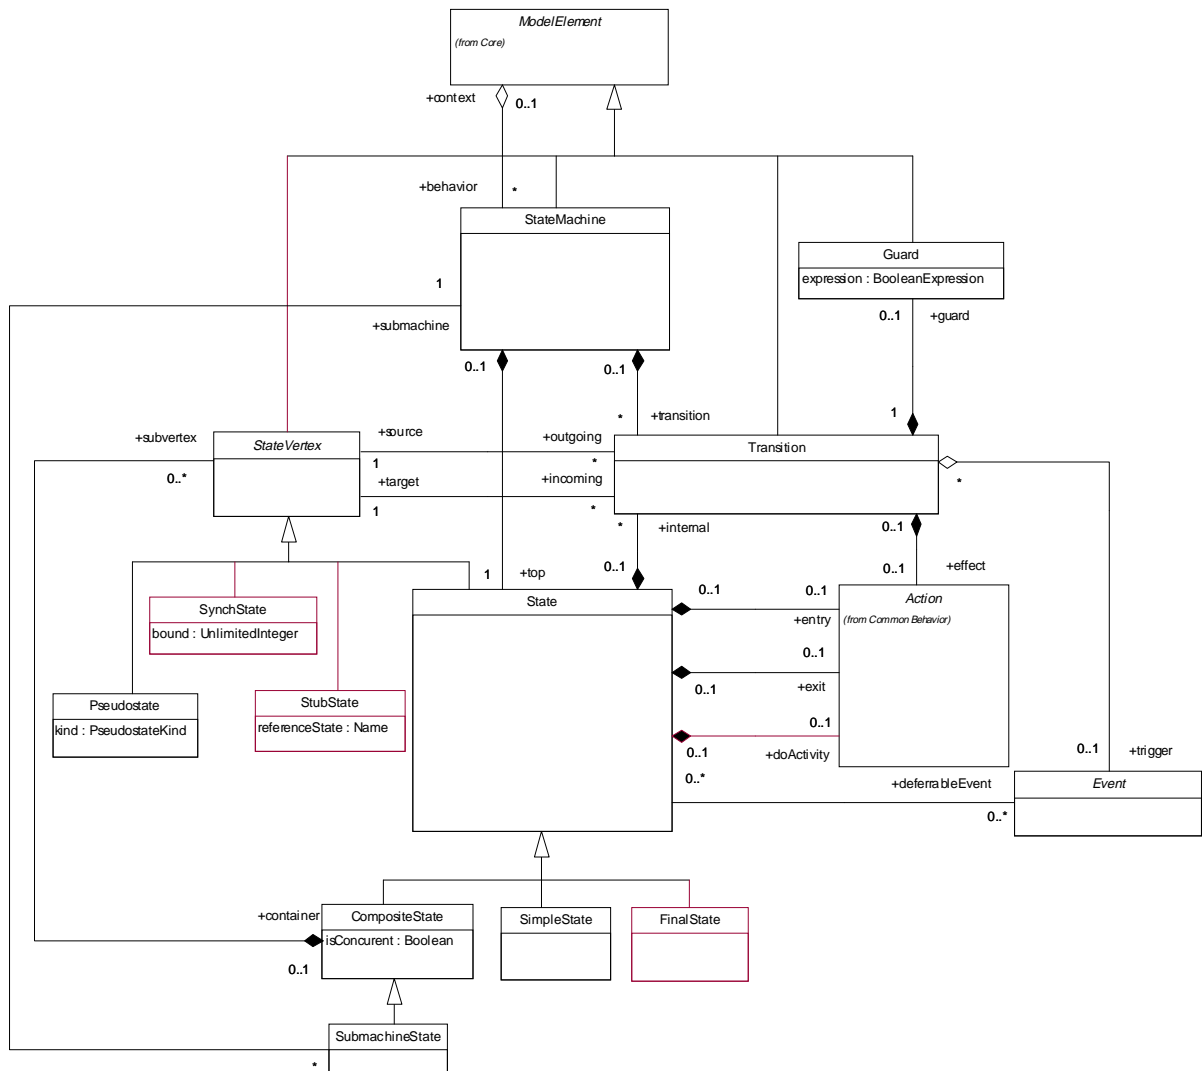 ModelElement
(from Core)
+context
0..1
+behavior
*
StateMachine
1
+submachine
Guard
expression : BooleanExpression
0..1
+guard
0..1
0..1
*
+transition
1
+subvertex
0..*
StateVertex
+source
1
+outgoing
*
+target
1
+incoming
*
Transition
*
*
+internal
0..1
0..1
0..1
+effect
1
+top
State
SynchState
bound : UnlimitedInteger
Pseudostate
kind : PseudostateKind
StubState
referenceState : Name
0..1
0..1
+entry
Action
(from Common Behavior)
0..1
0..1
+exit
0..1
0..1
+doActivity
0..1
+trigger
0..*
+deferrableEvent
0..*
Event
+container
0..1
CompositeState
isConcurent : Boolean
SimpleState
FinalState
SubmachineState
*